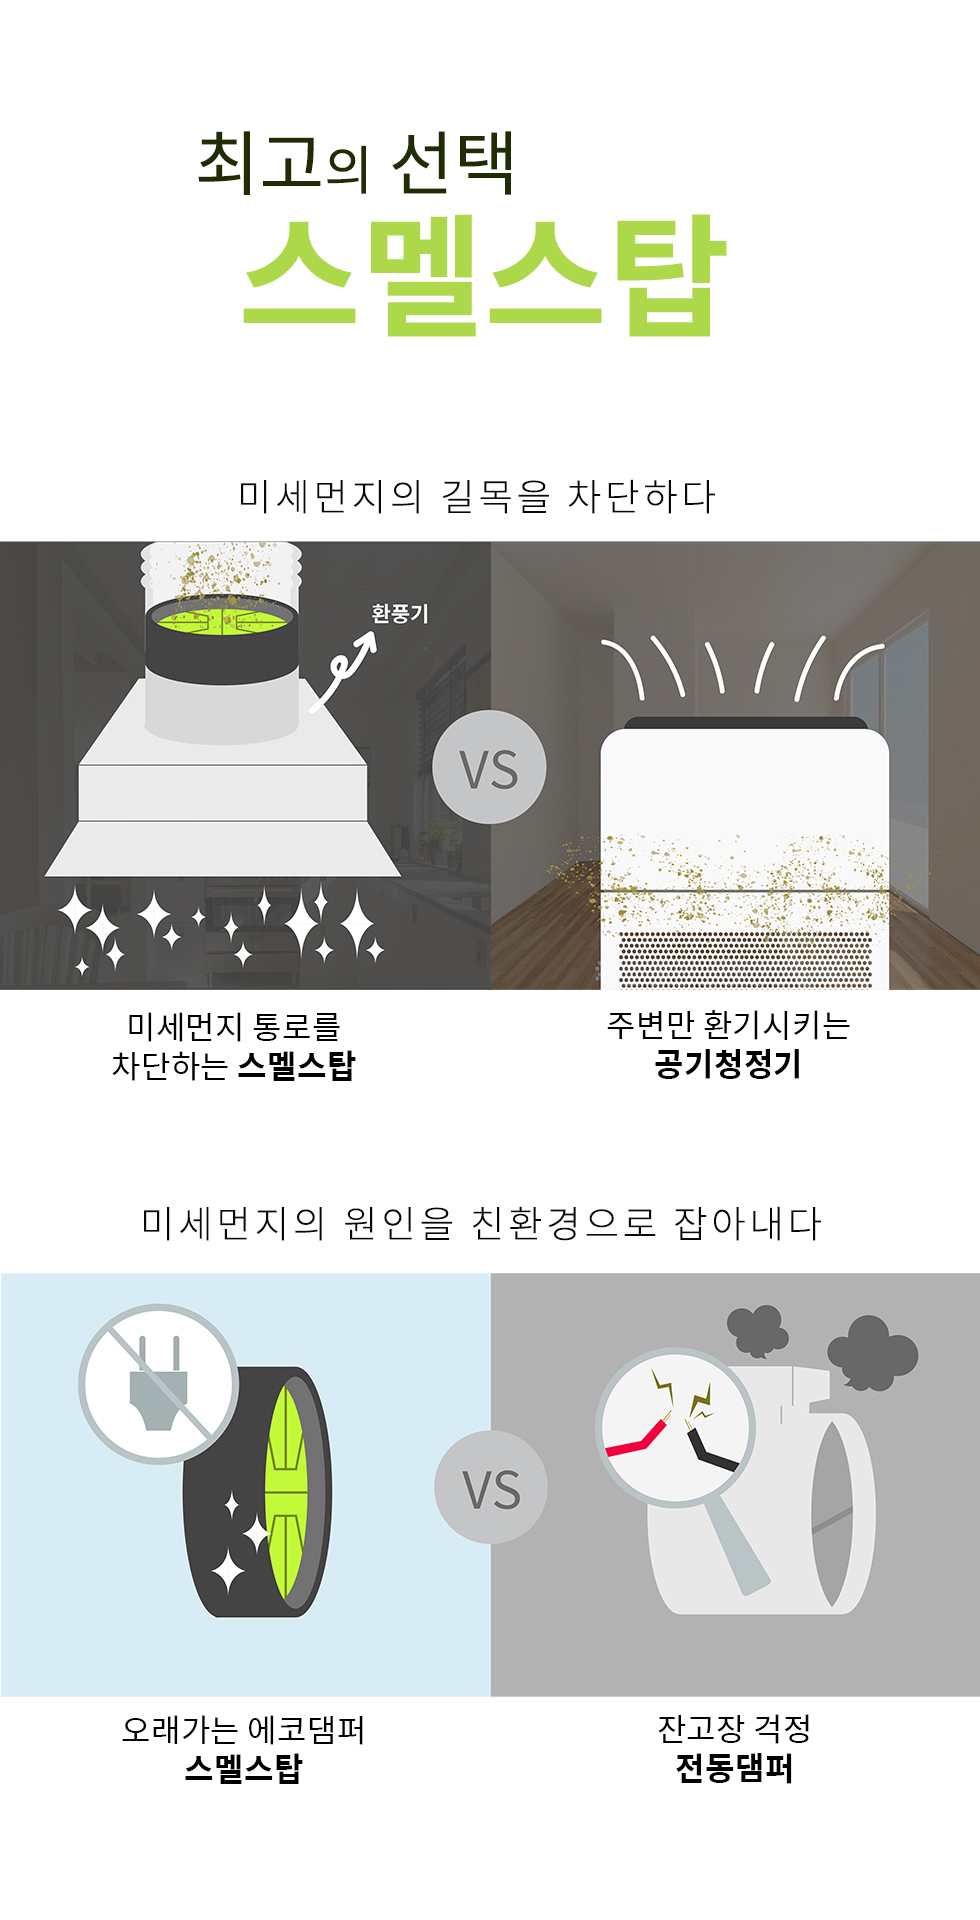 최고의 선택
스멜스탑
미세먼지의 길목을 차단하다
환풍기
VS
미세먼지 통로를
차단하는 스멜스탑
주변만 환기시키는
공기청정기
미세먼지의 원인을 친환경으로 잡아내다
VS
오래가는 에코댐퍼
스멜스탑
잔고장 걱정
전동댐퍼